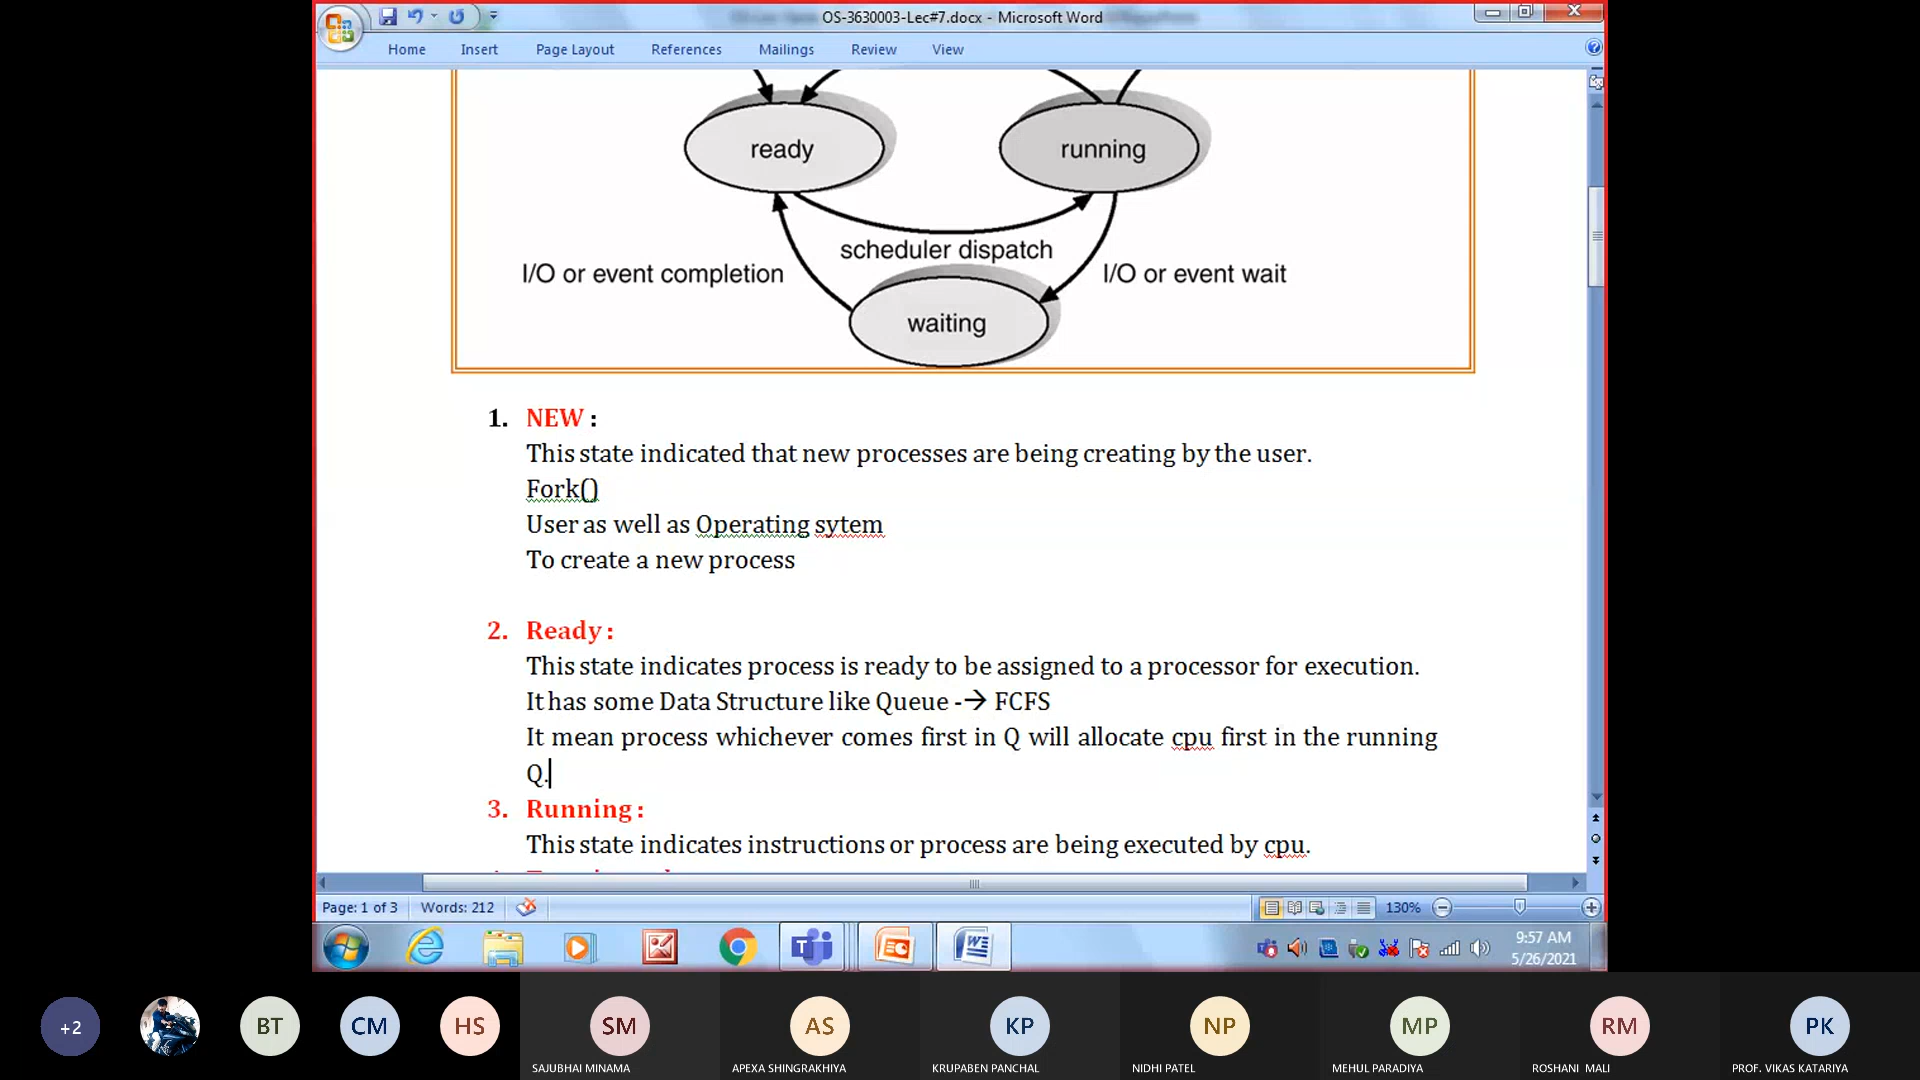 OS-3630003-Lec#7.docx - Microsoft Word
Home Insert Page Layout References Mailings Review View
ready
running
scheduler dispatch
I/O or event completion
I/O or event wait
waiting
1. NEW :
This state indicated that new processes are being creating by the user.
Fork()
User as well as Operating sytem
To create a new process
2. Ready :
This state indicates process is ready to be assigned to a processor for execution.
It has some Data Structure like Queue -→ FCFS
It mean process whichever comes first in Q will allocate cpu first in the running
Q.
3. Running :
This state indicates instructions or process are being executed by cpu.
Page: 1 of 3 Words: 212 130%
9:57 AM
5/26/2021
+2 BT CM HS SM AS KP NP MP RM PK
SAJUBHAI MINAMA APEXA SHINGRAKHIYA KRUPABEN PANCHAL NIDHI PATEL MEHUL PARADIYA ROSHANI MALI PROF. VIKAS KATARIYA